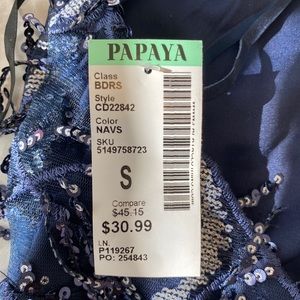 PAPAYA
Class
BDRS
Style
CD22842
Color
NAVS
SKU
5149758723
S
Compare
$45.15
$30.99
LN.
P119267
PO: 254843